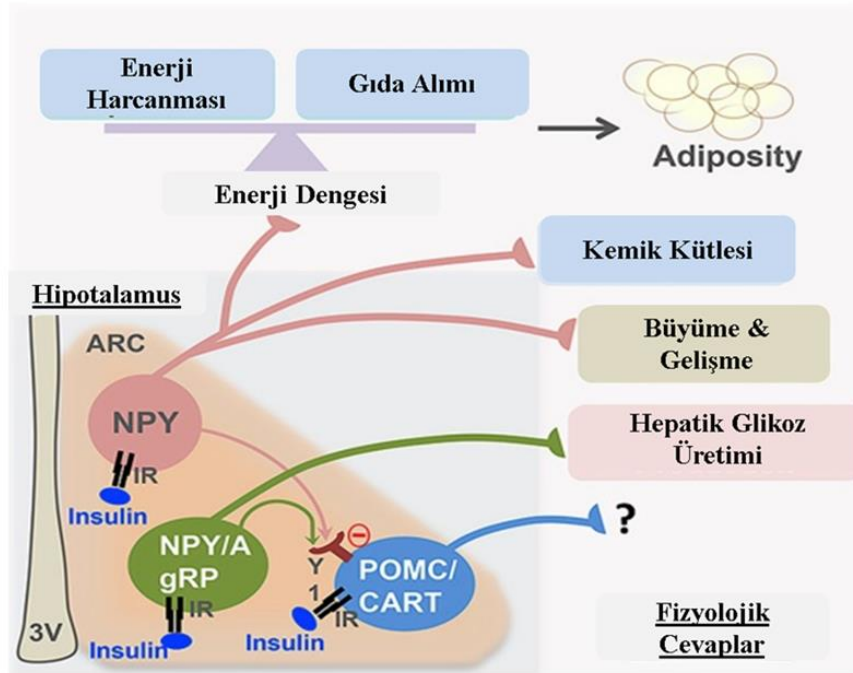 Enerji
Harcanması
Gıda Alımı
Adiposity
Enerji Dengesi
Kemik Kütlesi
Hipotalamus
ARC
Büyüme &
Gelişme
NPY
Hepatik Glikoz
Üretimi
IR
Insulin
?
NPY/A
gRP
Y
1
POMC/
CART
IR
IR
3V
Insulin
Insulin
Fizyolojik
Cevaplar